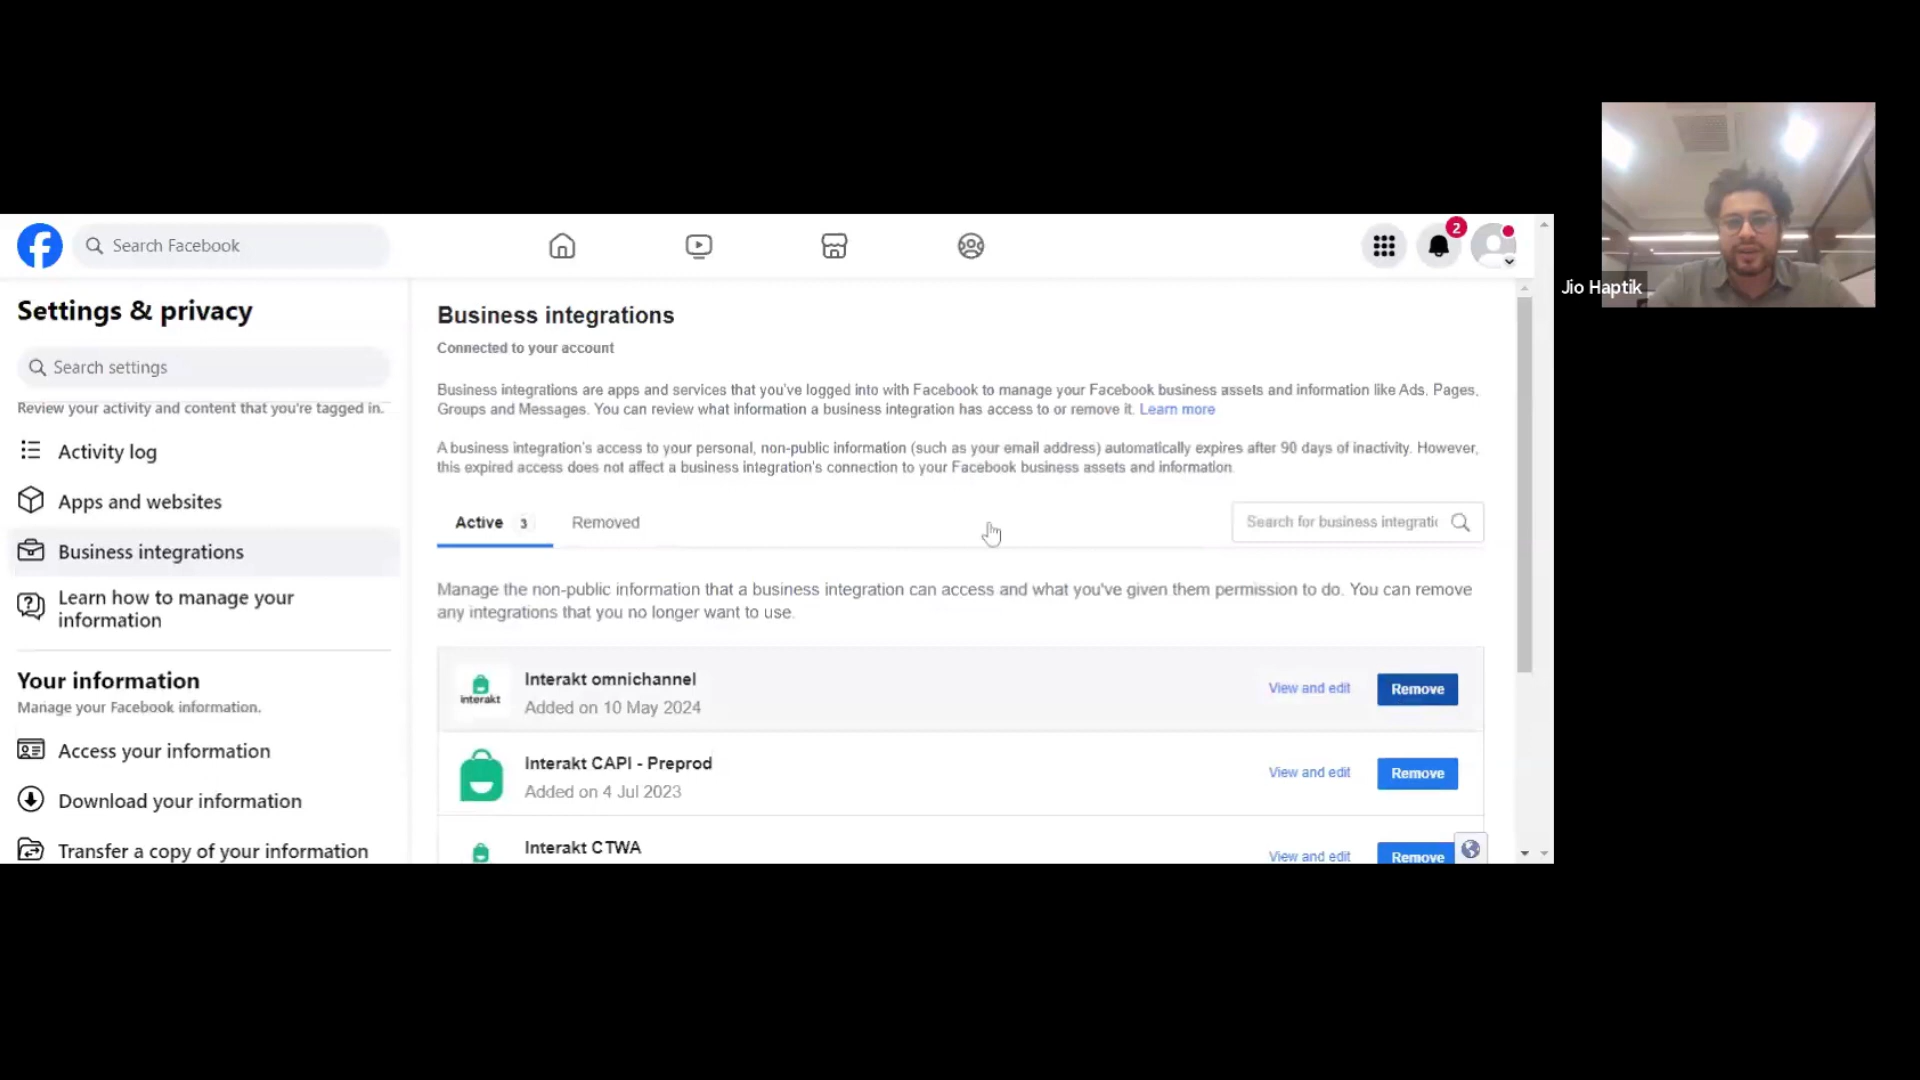 Search Facebook
2
Settings & privacy
Search settings
Review your activity and content that you're tagged in.
Activity log
Apps and websites
Business integrations
Learn how to manage your
information
Your information
Manage your Facebook information.
Access your information
Download your information
Transfer a copy of your information
Business integrations
Connected to your account
Business integrations are apps and services that you've logged into with Facebook to manage your Facebook business assets and information like Ads, Pages,
Groups and Messages. You can review what information a business integration has access to or remove it. Learn more
A business integration's access to your personal, non-public information (such as your email address) automatically expires after 90 days of inactivity. However,
this expired access does not affect a business integration's connection to your Facebook business assets and information
Active 3 Removed
Search for business integratic
Manage the non-public information that a business integration can access and what you've given them permission to do. You can remove
any integrations that you no longer want to use.
interakt
Interakt omnichannel
Added on 10 May 2024
View and edit Remove
Interakt CAPI - Preprod
Added on 4 Jul 2023
View and edit Remove
Interakt CTWA
View and edit Remove
Jio Haptik